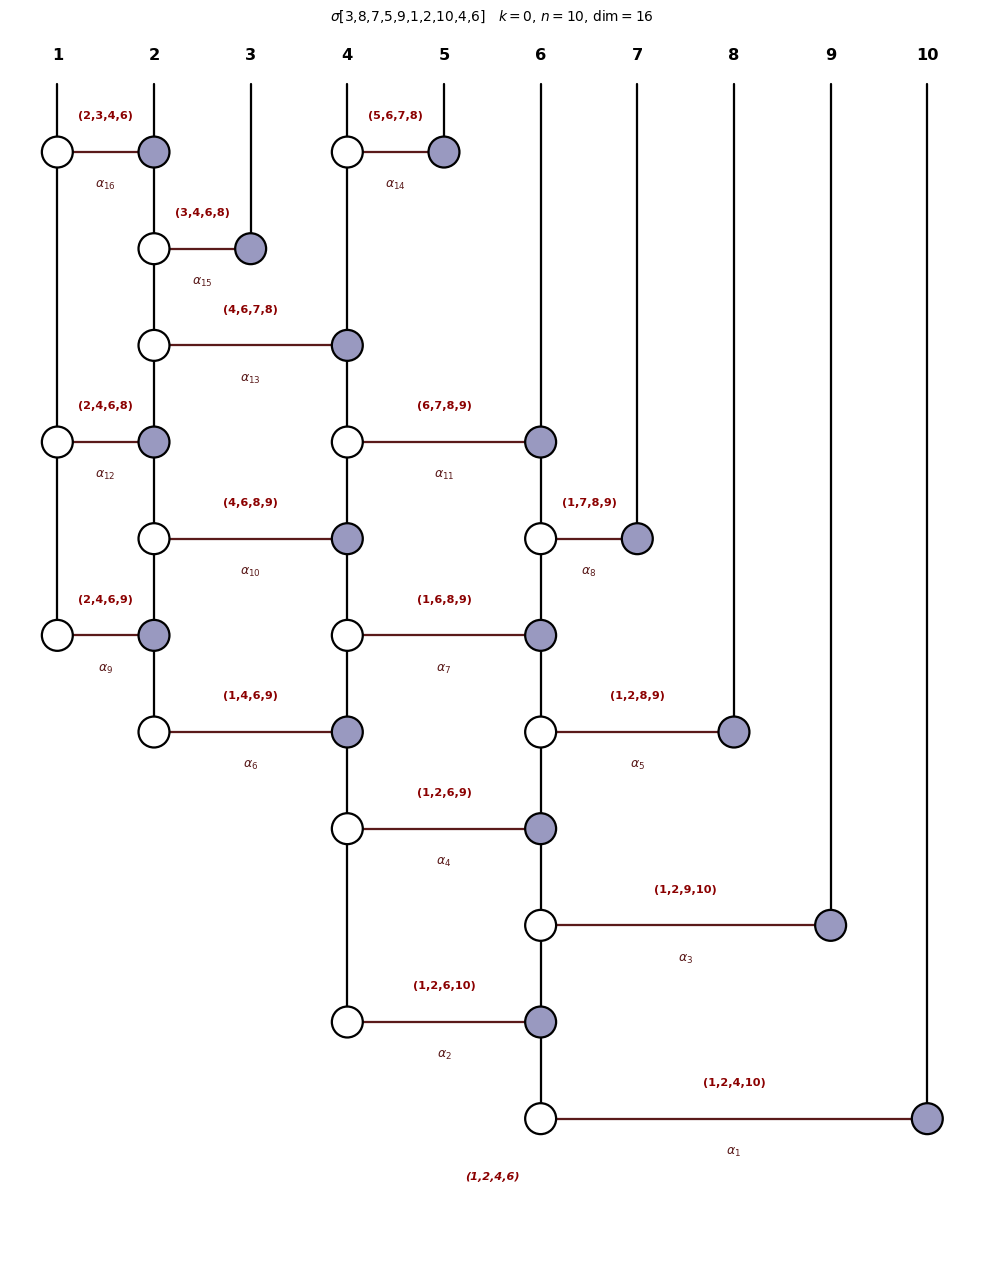 σ[3,8,7,5,9,1,2,10,4,6]   k=0, n=10, dim=16
1 2 3 4 5 6 7 8 9 10
(2,3,4,6) (5,6,7,8)
α₁₆ α₁₄
(3,4,6,8)
α₁₅
(4,6,7,8)
α₁₃
(2,4,6,8) (6,7,8,9)
α₁₂ α₁₁
(4,6,8,9) (1,7,8,9)
α₁₀ α₈
(2,4,6,9) (1,6,8,9)
α₉ α₇
(1,4,6,9) (1,2,8,9)
α₆ α₅
(1,2,6,9)
α₄
(1,2,9,10)
α₃
(1,2,6,10)
α₂
(1,2,4,10)
α₁
(1,2,4,6)